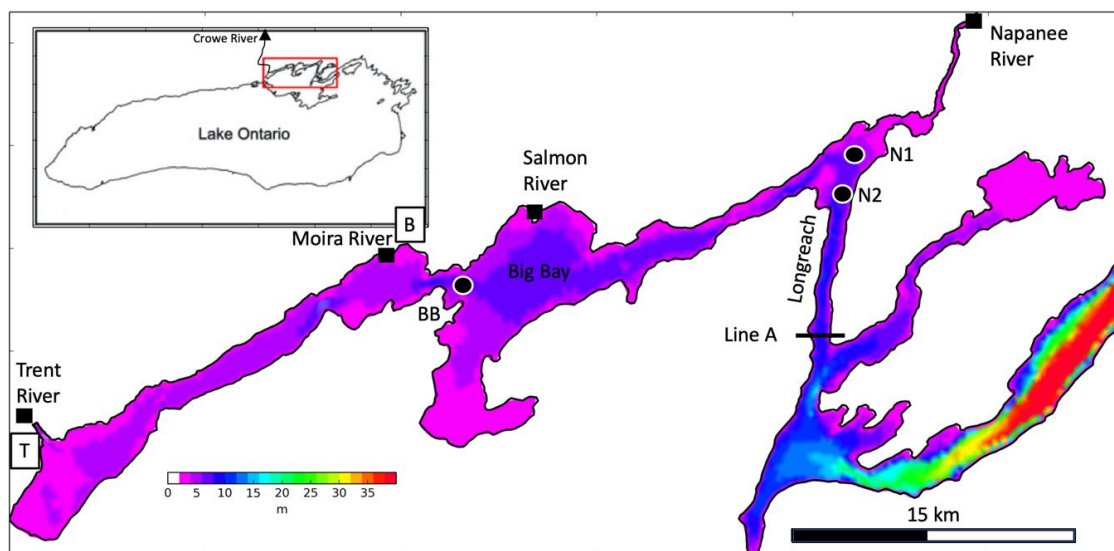 Crowe River
Lake Ontario
Napanee
River
N1
N2
Salmon
River
B
Moira River
Big Bay
BB
Longreach
Line A
Trent
River
T
0 5 10 15 20 25 30 35
m
15 km